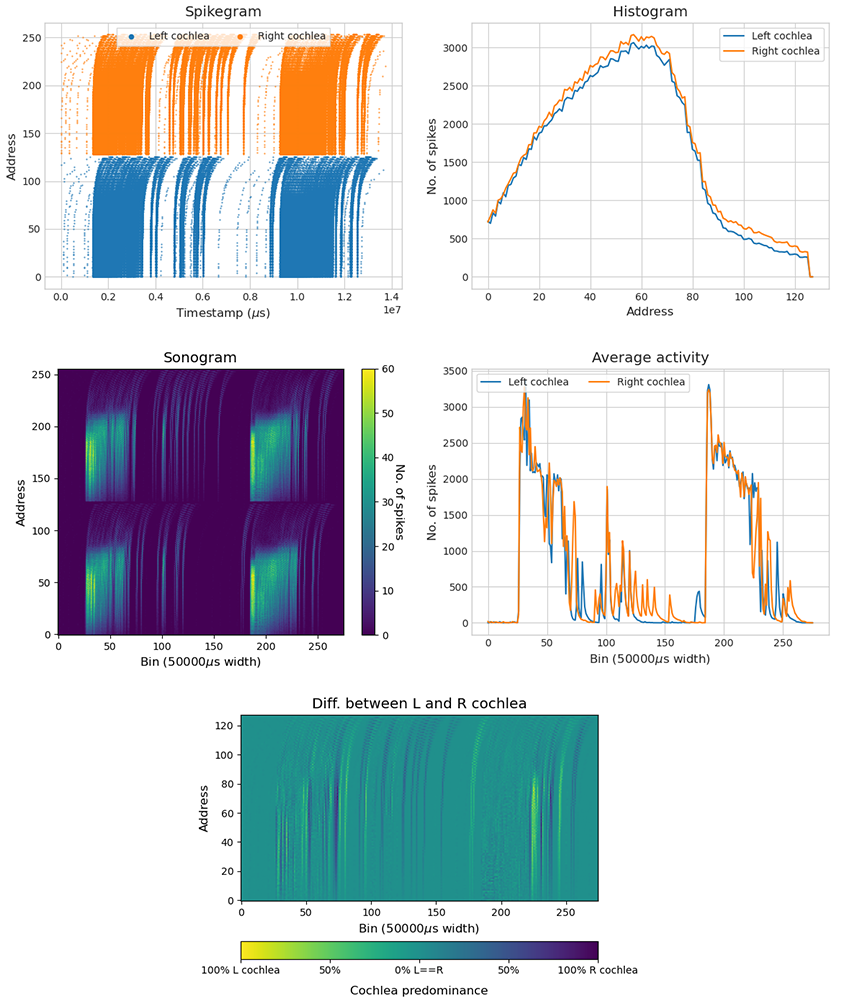 Spikegram
Left cochlea
Right cochlea
Address
250
200
150
100
50
0
0.0
0.2
0.4
0.6
0.8
1.0
1.2
1.4
1e7
Timestamp (μs)
Histogram
Left cochlea
Right cochlea
No. of spikes
3000
2500
2000
1500
1000
500
0
0
20
40
60
80
100
120
Address
Sonogram
Address
250
200
150
100
50
0
0
50
100
150
200
250
Bin (50000μs width)
60
50
40
30
20
10
0
No. of spikes
Average activity
Left cochlea
Right cochlea
No. of spikes
3500
3000
2500
2000
1500
1000
500
0
0
50
100
150
200
250
Bin (50000μs width)
Diff. between L and R cochlea
Address
120
100
80
60
40
20
0
0
50
100
150
200
250
Bin (50000μs width)
100% L cochlea
50%
0% L==R
50%
100% R cochlea
Cochlea predominance